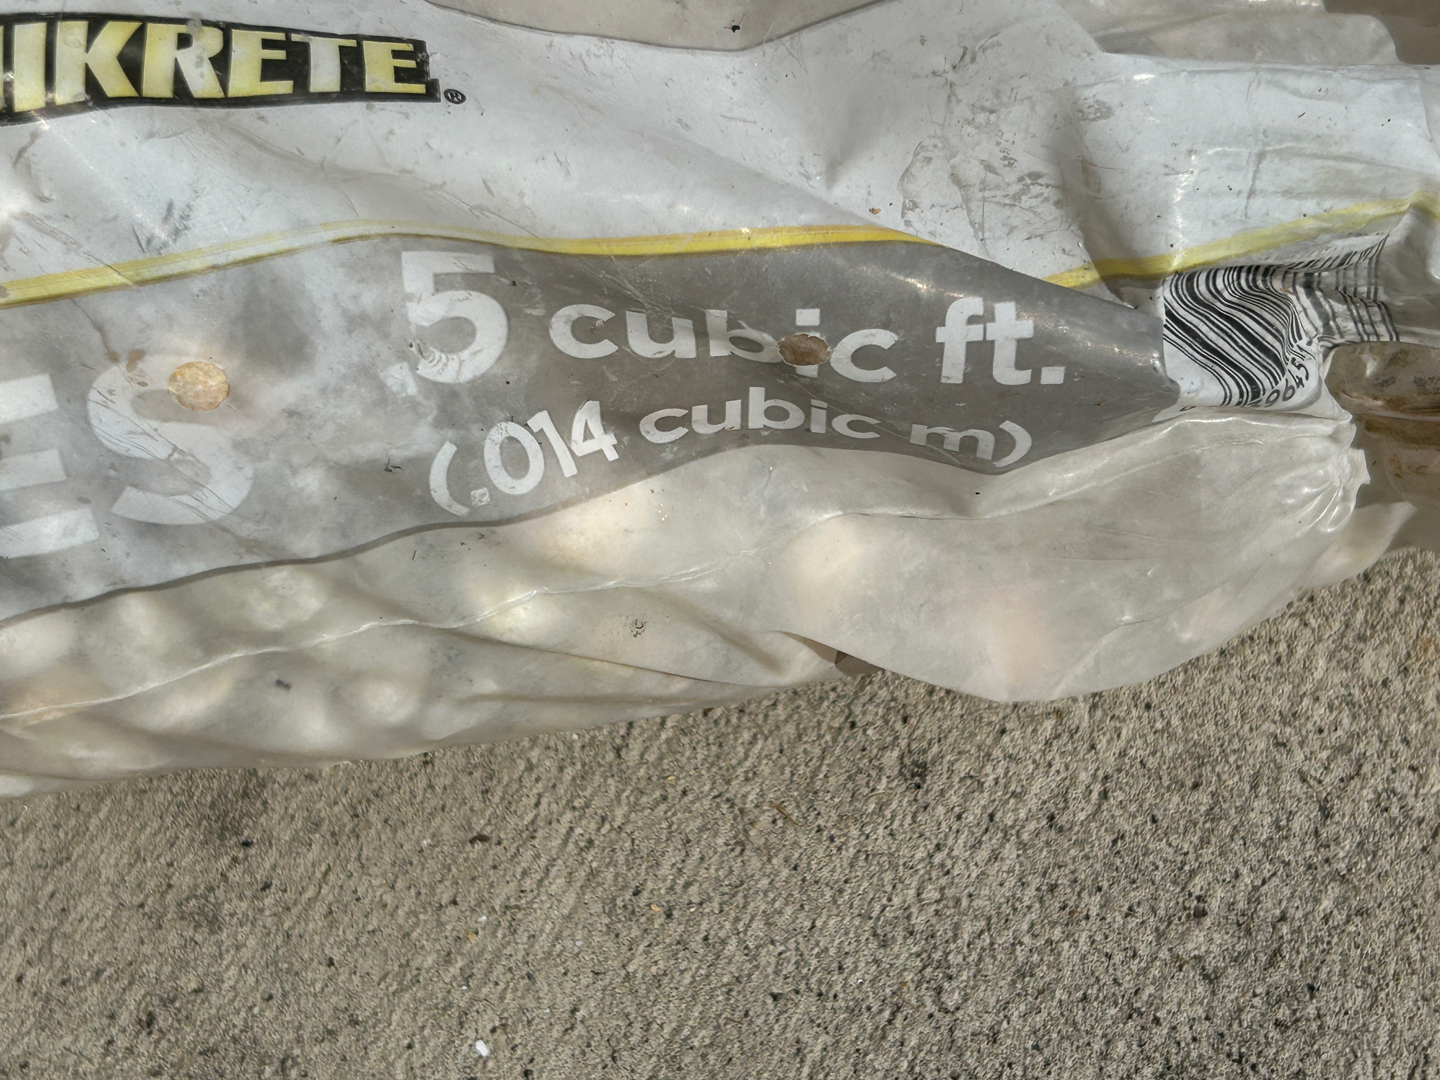 IKRETE®
ES
.5 cubic ft.
(.014 cubic m)